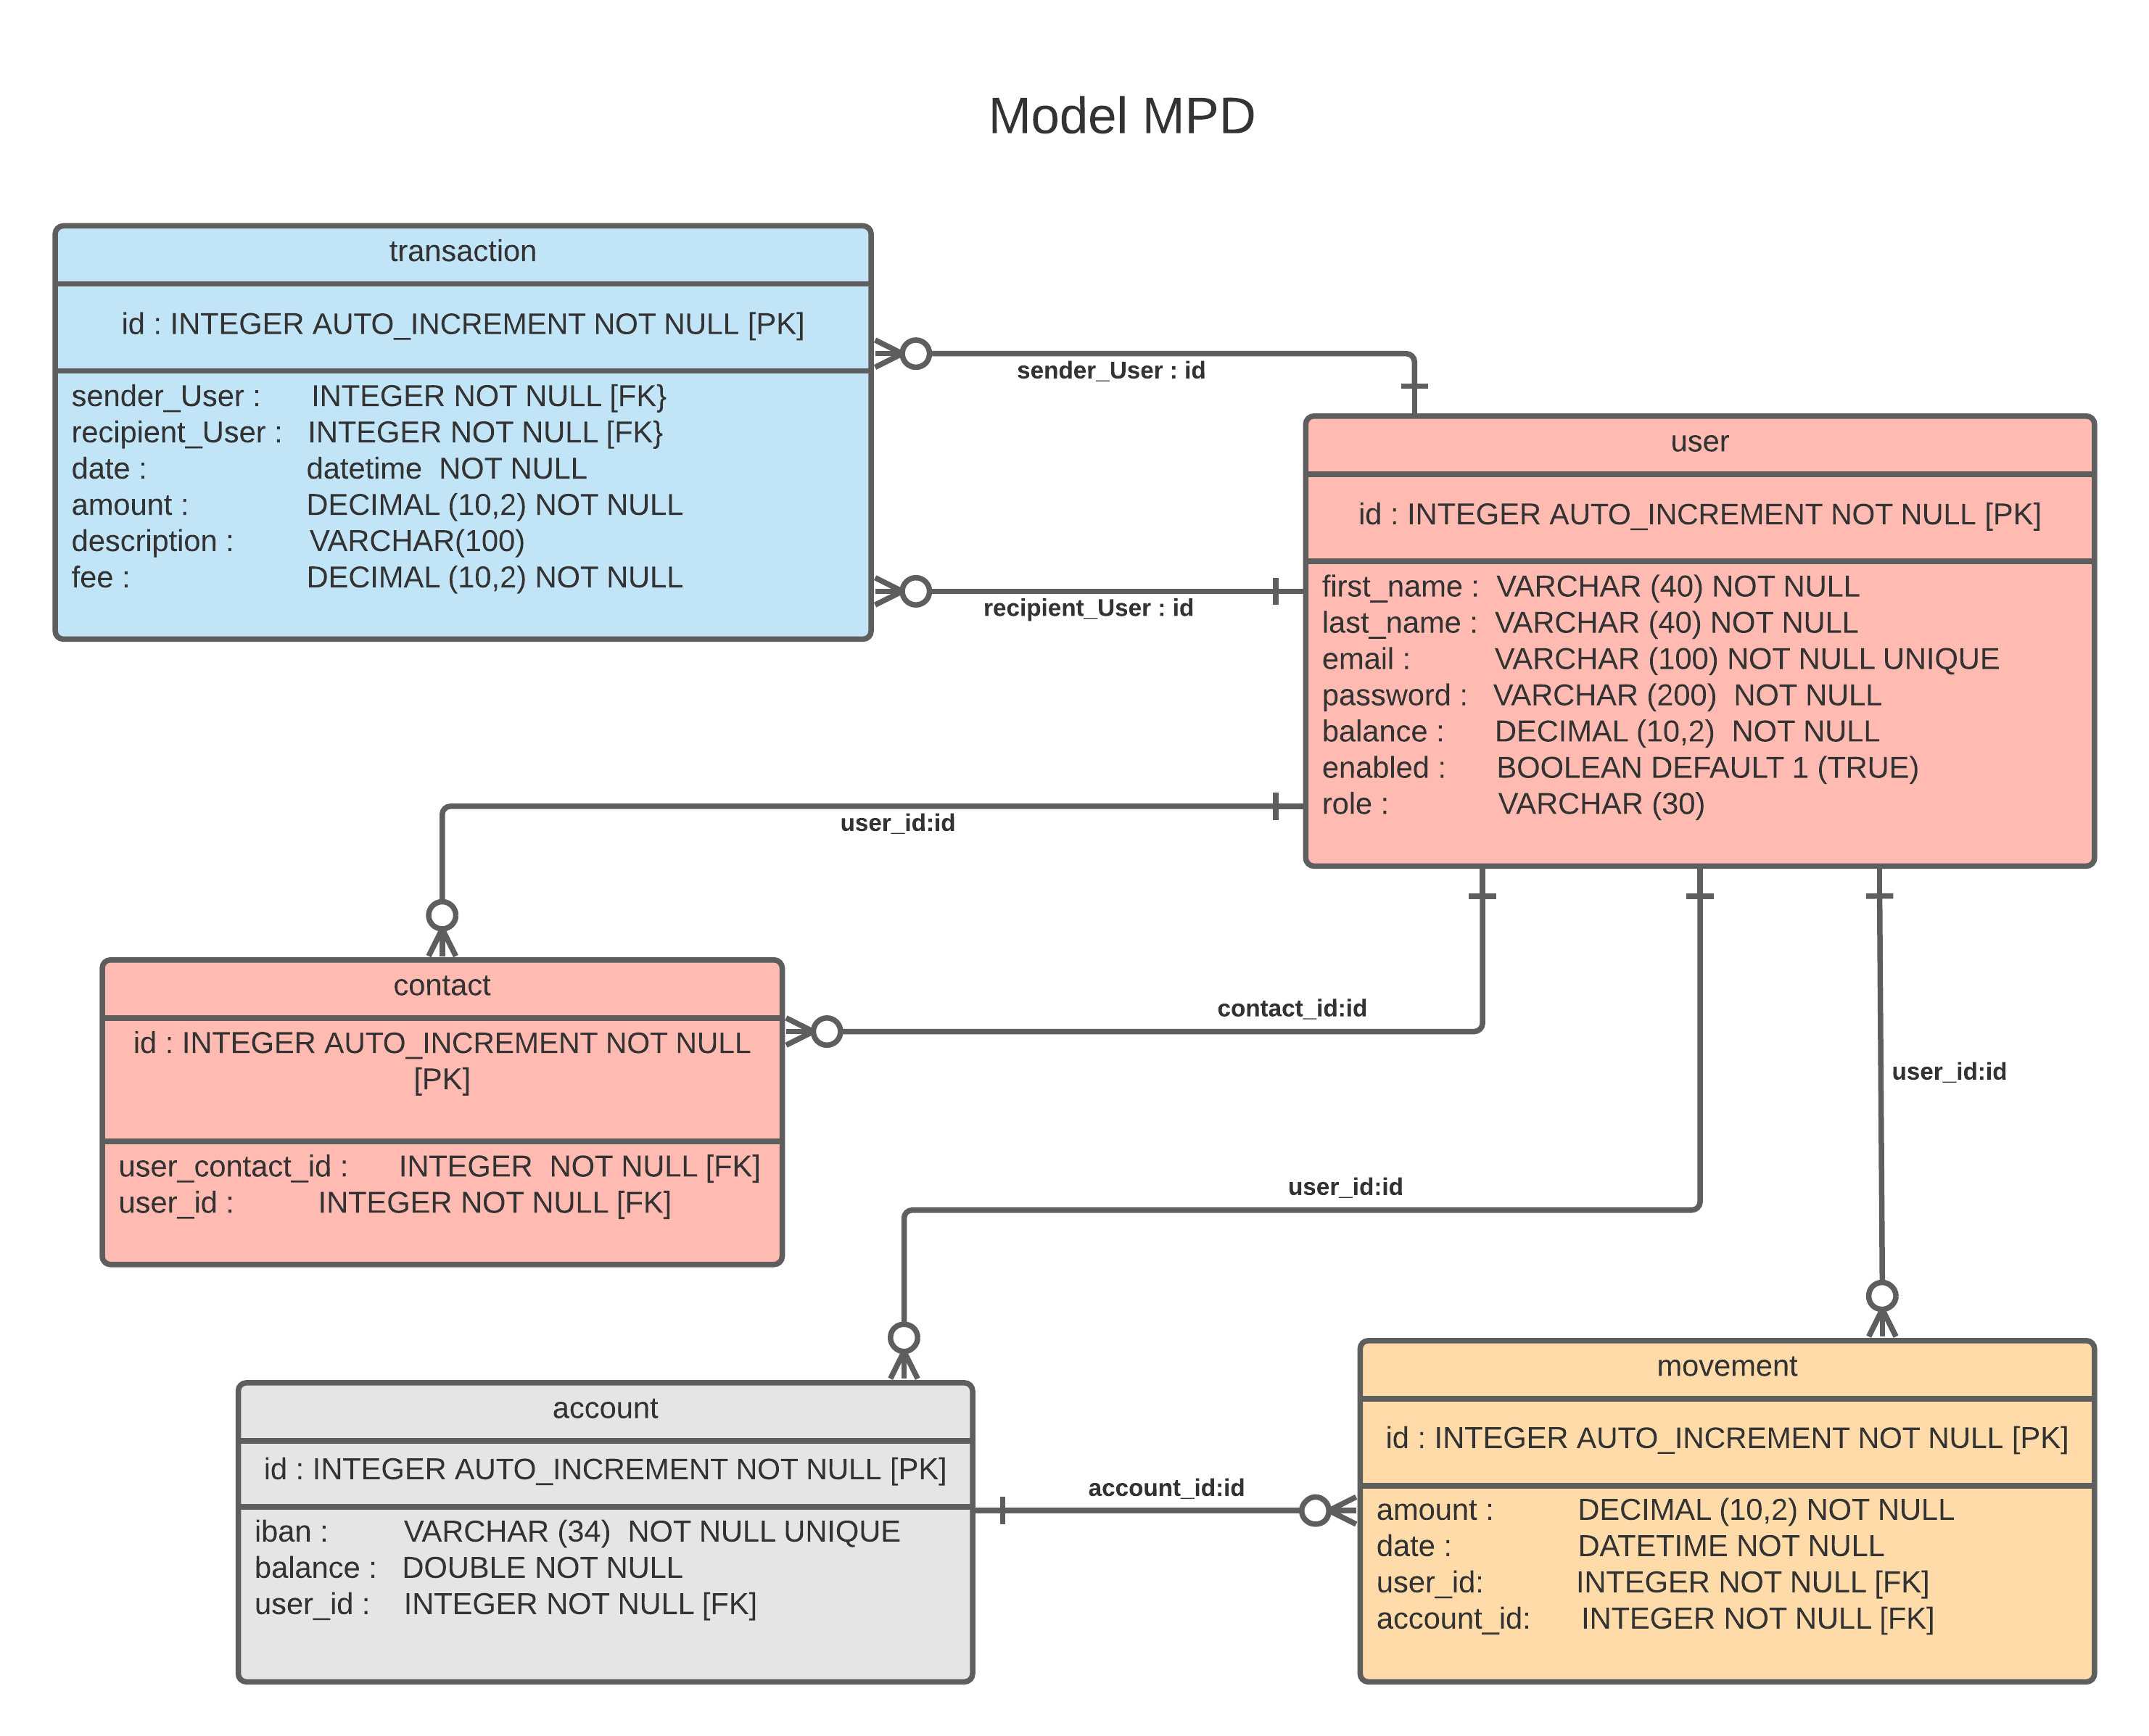 Model MPD
transaction
id : INTEGER AUTO_INCREMENT NOT NULL [PK]
sender_User : INTEGER NOT NULL [FK}
recipient_User : INTEGER NOT NULL [FK}
date : datetime NOT NULL
amount : DECIMAL (10,2) NOT NULL
description : VARCHAR(100)
fee : DECIMAL (10,2) NOT NULL
sender_User : id
recipient_User : id
user
id : INTEGER AUTO_INCREMENT NOT NULL [PK]
first_name : VARCHAR (40) NOT NULL
last_name : VARCHAR (40) NOT NULL
email : VARCHAR (100) NOT NULL UNIQUE
password : VARCHAR (200) NOT NULL
balance : DECIMAL (10,2) NOT NULL
enabled : BOOLEAN DEFAULT 1 (TRUE)
role : VARCHAR (30)
user_id:id
contact
id : INTEGER AUTO_INCREMENT NOT NULL
[PK]
user_contact_id : INTEGER NOT NULL [FK]
user_id : INTEGER NOT NULL [FK]
contact_id:id
user_id:id
user_id:id
account
id : INTEGER AUTO_INCREMENT NOT NULL [PK]
iban : VARCHAR (34) NOT NULL UNIQUE
balance : DOUBLE NOT NULL
user_id : INTEGER NOT NULL [FK]
account_id:id
movement
id : INTEGER AUTO_INCREMENT NOT NULL [PK]
amount : DECIMAL (10,2) NOT NULL
date : DATETIME NOT NULL
user_id: INTEGER NOT NULL [FK]
account_id: INTEGER NOT NULL [FK]